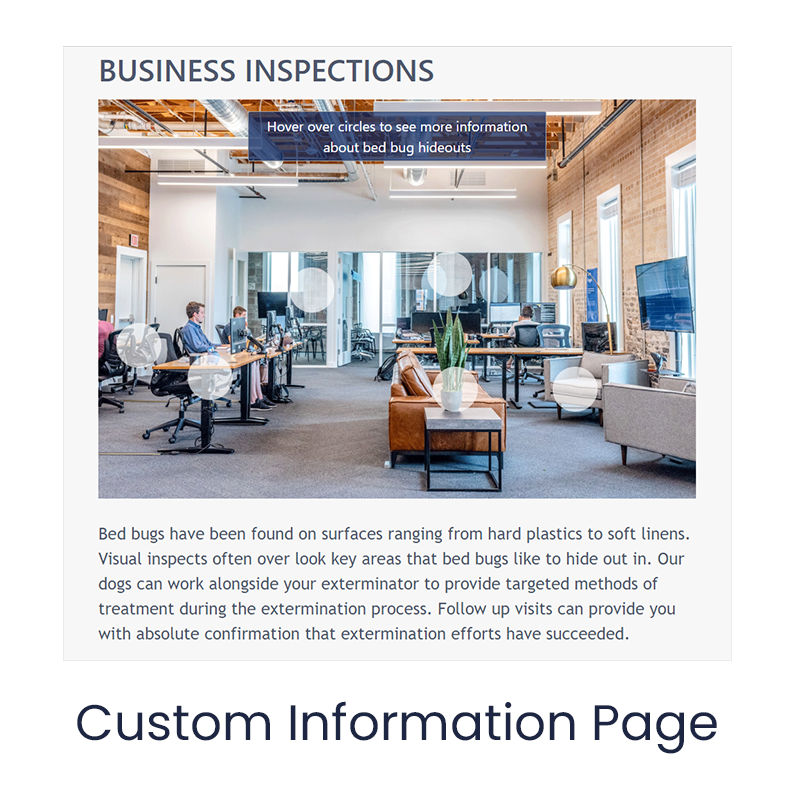 BUSINESS INSPECTIONS
Hover over circles to see more information
about bed bug hideouts
Bed bugs have been found on surfaces ranging from hard plastics to soft linens.
Visual inspects often over look key areas that bed bugs like to hide out in. Our
dogs can work alongside your exterminator to provide targeted methods of
treatment during the extermination process. Follow up visits can provide you
with absolute confirmation that extermination efforts have succeeded.
Custom Information Page